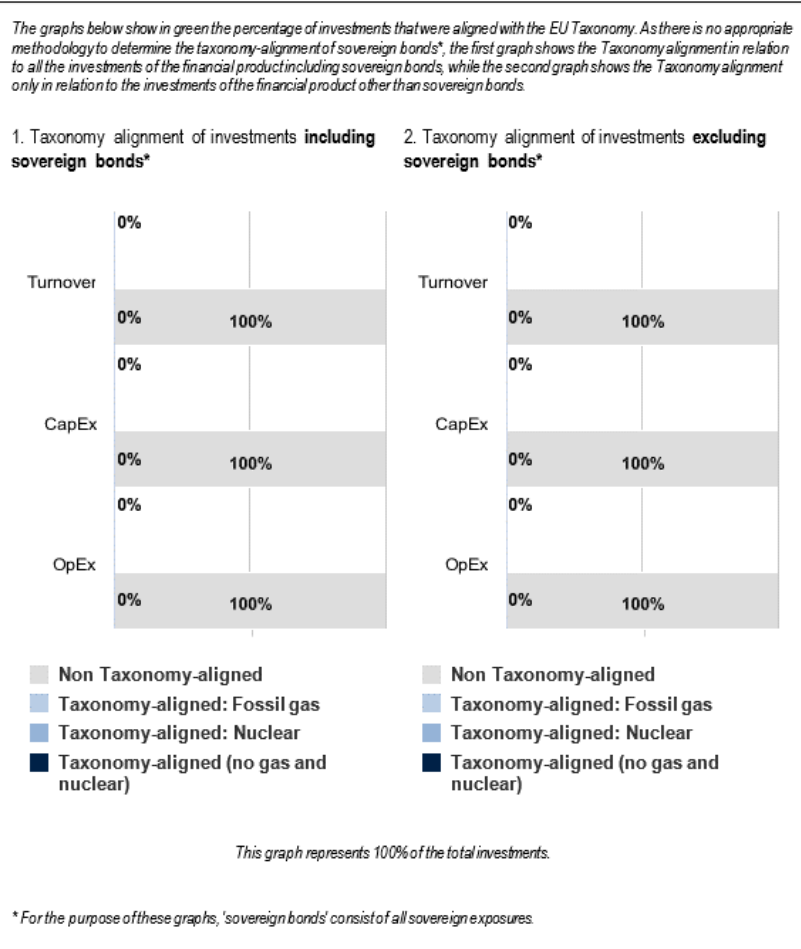 The graphs below show in green the percentage of investments that were aligned with the EU Taxonomy. As there is no appropriate
methodology to determine the taxonomy-alignment of sovereign bonds*, the first graph shows the Taxonomy alignment in relation
to all the investments of the financial product including sovereign bonds, while the second graph shows the Taxonomy alignment
only in relation to the investments of the financial product other than sovereign bonds.
1. Taxonomy alignment of investments including
sovereign bonds*
0%
Turnover
0% 100%
0%
CapEx
0% 100%
0%
OpEx
0% 100%
Non Taxonomy-aligned
Taxonomy-aligned: Fossil gas
Taxonomy-aligned: Nuclear
Taxonomy-aligned (no gas and
nuclear)
2. Taxonomy alignment of investments excluding
sovereign bonds*
0%
Turnover
0% 100%
0%
CapEx
0% 100%
0%
OpEx
0% 100%
Non Taxonomy-aligned
Taxonomy-aligned: Fossil gas
Taxonomy-aligned: Nuclear
Taxonomy-aligned (no gas and
nuclear)
This graph represents 100% of the total investments.
* For the purpose of these graphs, 'sovereign bonds' consist of all sovereign exposures.